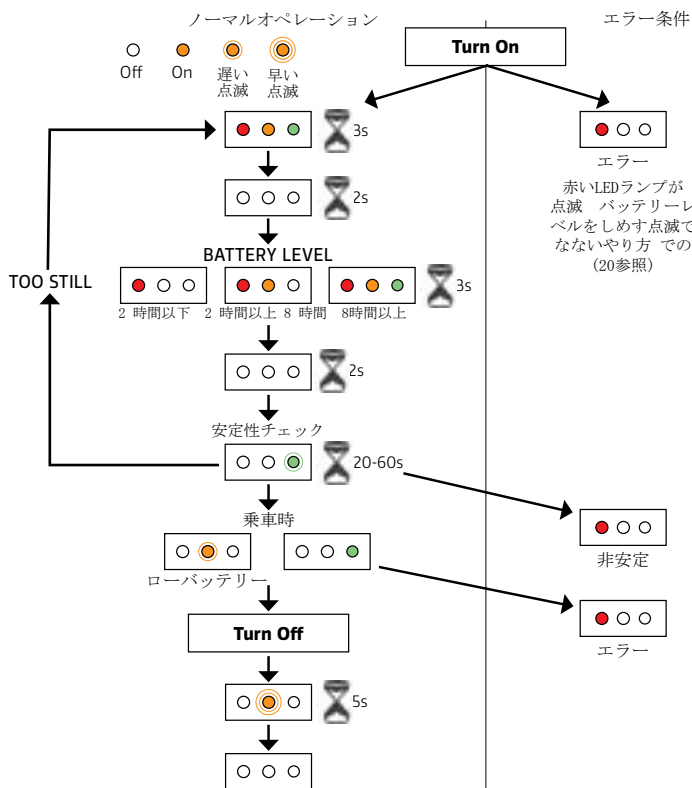 ノーマルオペレーション
エラー条件
Turn On
Off
On
遅い
点滅
早い
点滅
3s
エラー
赤いLEDランプが
点滅 バッテリーレ
ベルをしめす点滅で
なないやり方 での
(20参照)
2s
BATTERY LEVEL
TOO STILL
3s
2 時間以下
2 時間以上 8 時間
8時間以上
2s
安定性チェック
20-60s
乗車時
非安定
ローバッテリー
エラー
Turn Off
5s